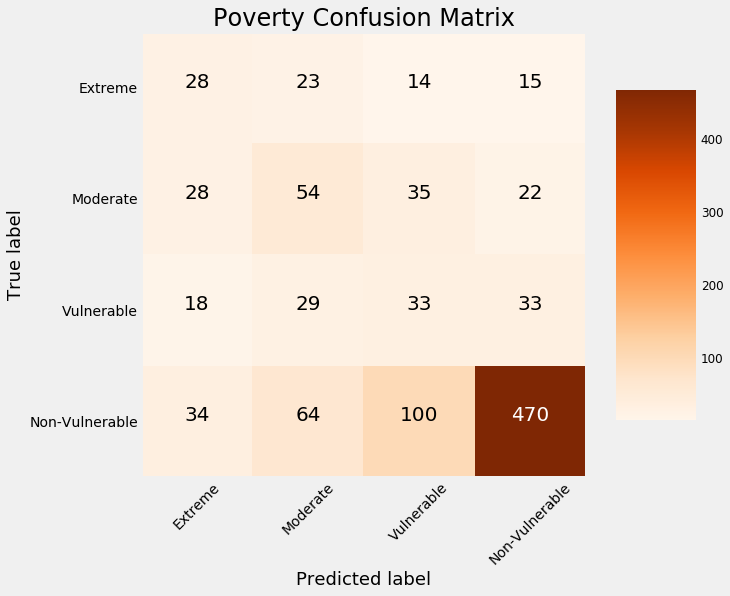 Poverty Confusion Matrix
True label
Extreme 28 23 14 15
Moderate 28 54 35 22
Vulnerable 18 29 33 33
Non-Vulnerable 34 64 100 470
Extreme Moderate Vulnerable Non-Vulnerable
Predicted label
400
300
200
100